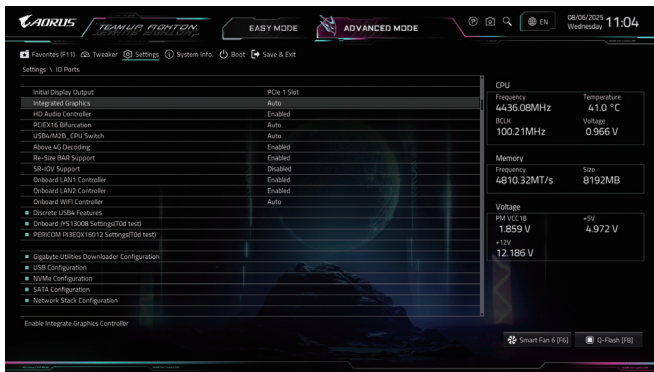 AORUS
TEAM UP. FIGHT ON.
EASY MODE
ADVANCED MODE
EN
08/06/2025
Wednesday
11:04
Favorites (F11)
Tweaker
Settings
System Info.
Boot
Save & Exit
Settings \ IO Ports
Initial Display Output PCIe 1 Slot
Integrated Graphics Auto
HD Audio Controller Enabled
PCIEX16 Bifurcation Auto
USB4/M2B_CPU Switch Auto
Above 4G Decoding Enabled
Re-Size BAR Support Enabled
SR-IOV Support Disabled
Onboard LAN1 Controller Enabled
Onboard LAN2 Controller Enabled
Onboard WIFI Controller Auto
Discrete USB4 Features
Onboard JYS13008 Settings(T0d test)
PERICOM PI3EQX16012 Settings(T0d test)
Gigabyte Utilities Downloader Configuration
USB Configuration
NVMe Configuration
SATA Configuration
Network Stack Configuration
Enable Integrate Graphics Controller
CPU
Frequency Temperature
4436.08MHz 41.0 °C
BCLK Voltage
100.21MHz 0.966 V
Memory
Frequency Size
4810.32MT/s 8192MB
Voltage
PM VCC18 +5V
1.859 V 4.972 V
+12V
12.186 V
Smart Fan 6 [F6]
Q-Flash [F8]